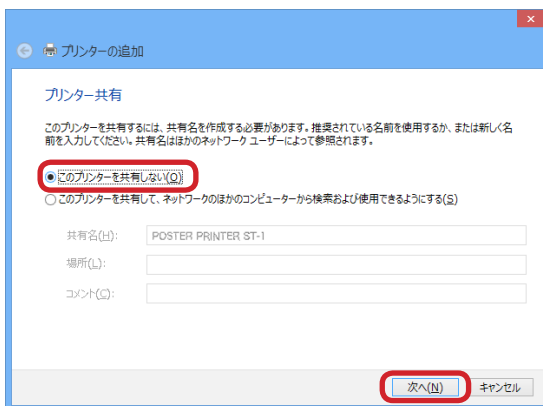 プリンターの追加
プリンター共有
このプリンターを共有するには、共有名を作成する必要があります。推奨されている名前を使用するか、または新しく名
前を入力してください。共有名はほかのネットワーク ユーザーによって参照されます。
このプリンターを共有しない(O)
このプリンターを共有して、ネットワークのほかのコンピューターから検索および使用できるようにする(S)
共有名(H): POSTER PRINTER ST-1
場所(L):
コメント(C):
次へ(N) キャンセル